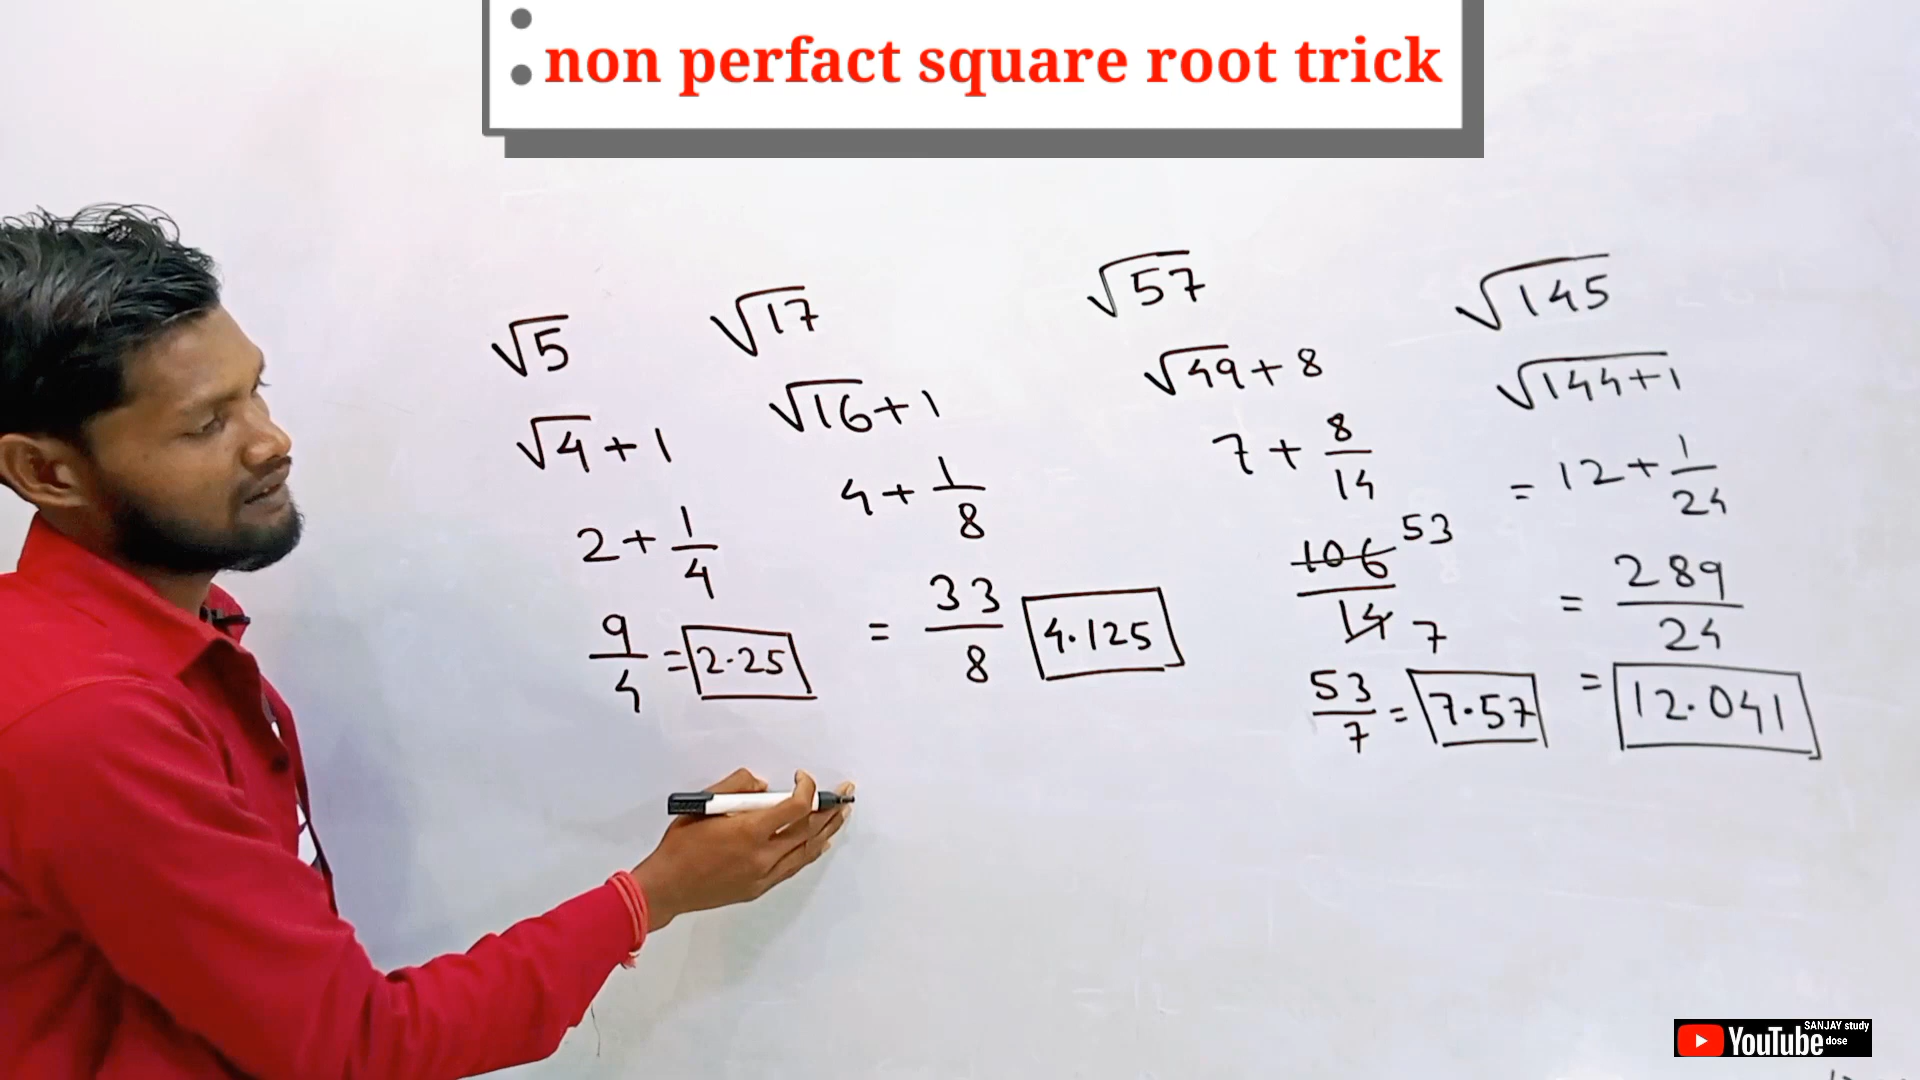 non perfact square root trick
√5
√4 + 1
2 + 1/4
9/4 = 2.25
√17
√16 + 1
4 + 1/8
= 33/8 4.125
√57
√49 + 8
7 + 8/14
106 53
14 7
53/7 = 7.57
√145
√144+1
= 12 + 1/24
= 289/24
= 12.041
YouTube SANJAY study dose